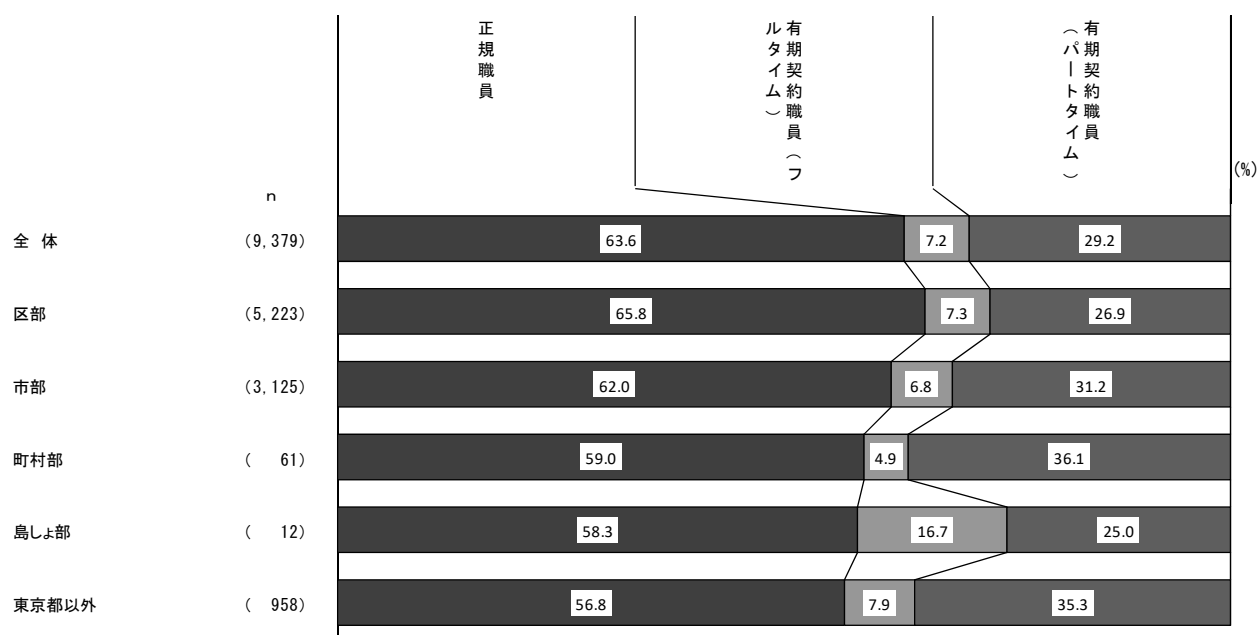 正規職員
有期契約職員（フ
ルタイム）
有期契約職員
（パートタイム）
(%)
n
全 体 (9,379) 63.6 7.2 29.2
区部 (5,223) 65.8 7.3 26.9
市部 (3,125) 62.0 6.8 31.2
町村部 ( 61) 59.0 4.9 36.1
島しょ部 ( 12) 58.3 16.7 25.0
東京都以外 ( 958) 56.8 7.9 35.3